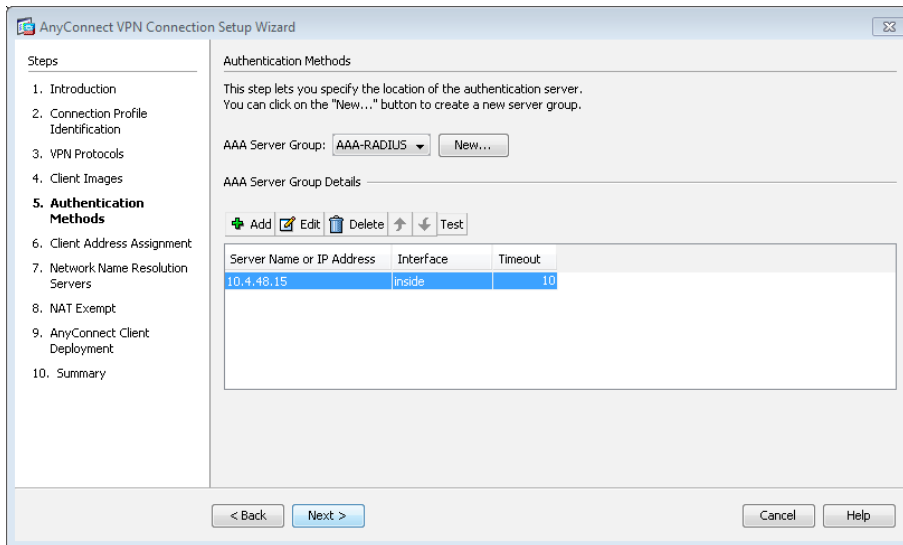 AnyConnect VPN Connection Setup Wizard
Steps
1. Introduction
2. Connection Profile
Identification
3. VPN Protocols
4. Client Images
5. Authentication
Methods
6. Client Address Assignment
7. Network Name Resolution
Servers
8. NAT Exempt
9. AnyConnect Client
Deployment
10. Summary
Authentication Methods
This step lets you specify the location of the authentication server.
You can click on the "New..." button to create a new server group.
AAA Server Group: AAA-RADIUS New...
AAA Server Group Details
Add Edit Delete Test
Server Name or IP Address Interface Timeout
10.4.48.15 inside 10
< Back Next > Cancel Help